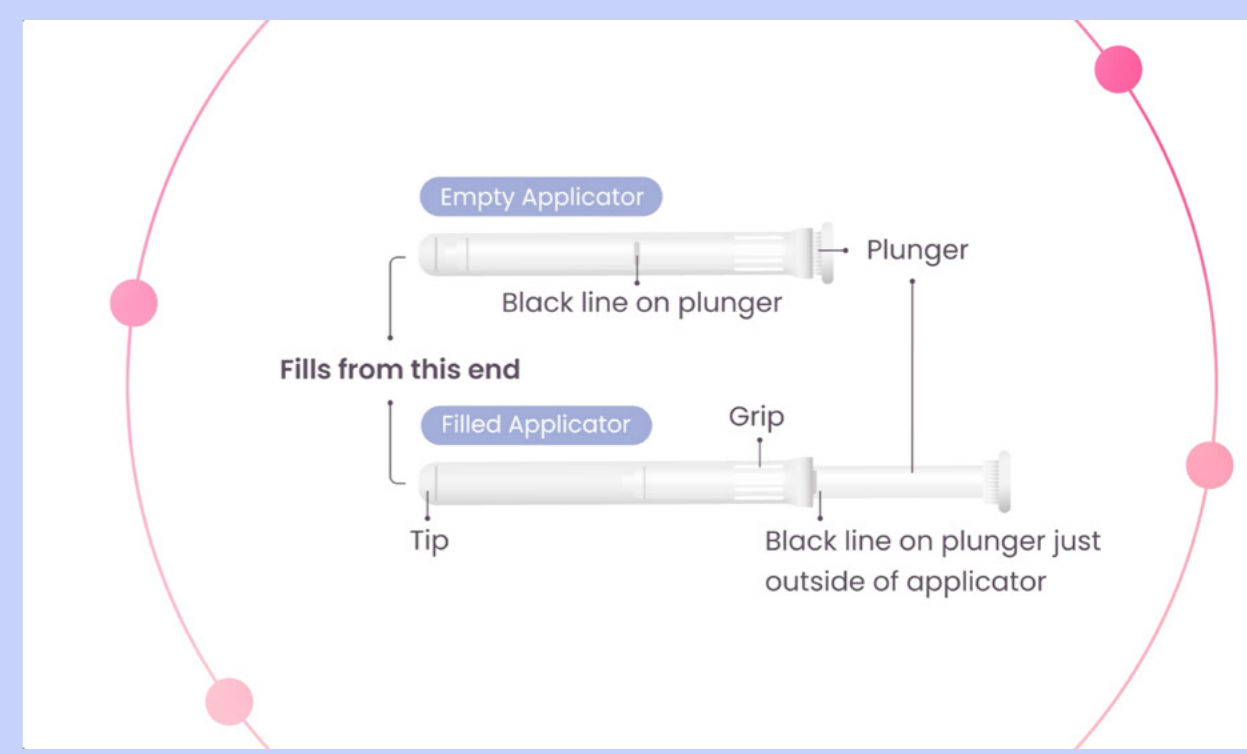 Empty Applicator
Plunger
Black line on plunger
Fills from this end
Filled Applicator
Grip
Tip
Black line on plunger just
outside of applicator